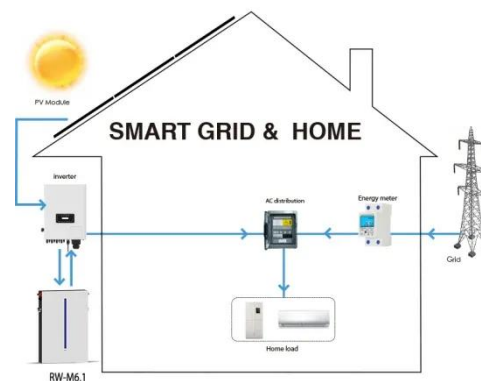 PV Module
SMART GRID & HOME
inverter
AC distribution
Energy meter
Grid
Home load
RW-M6.1